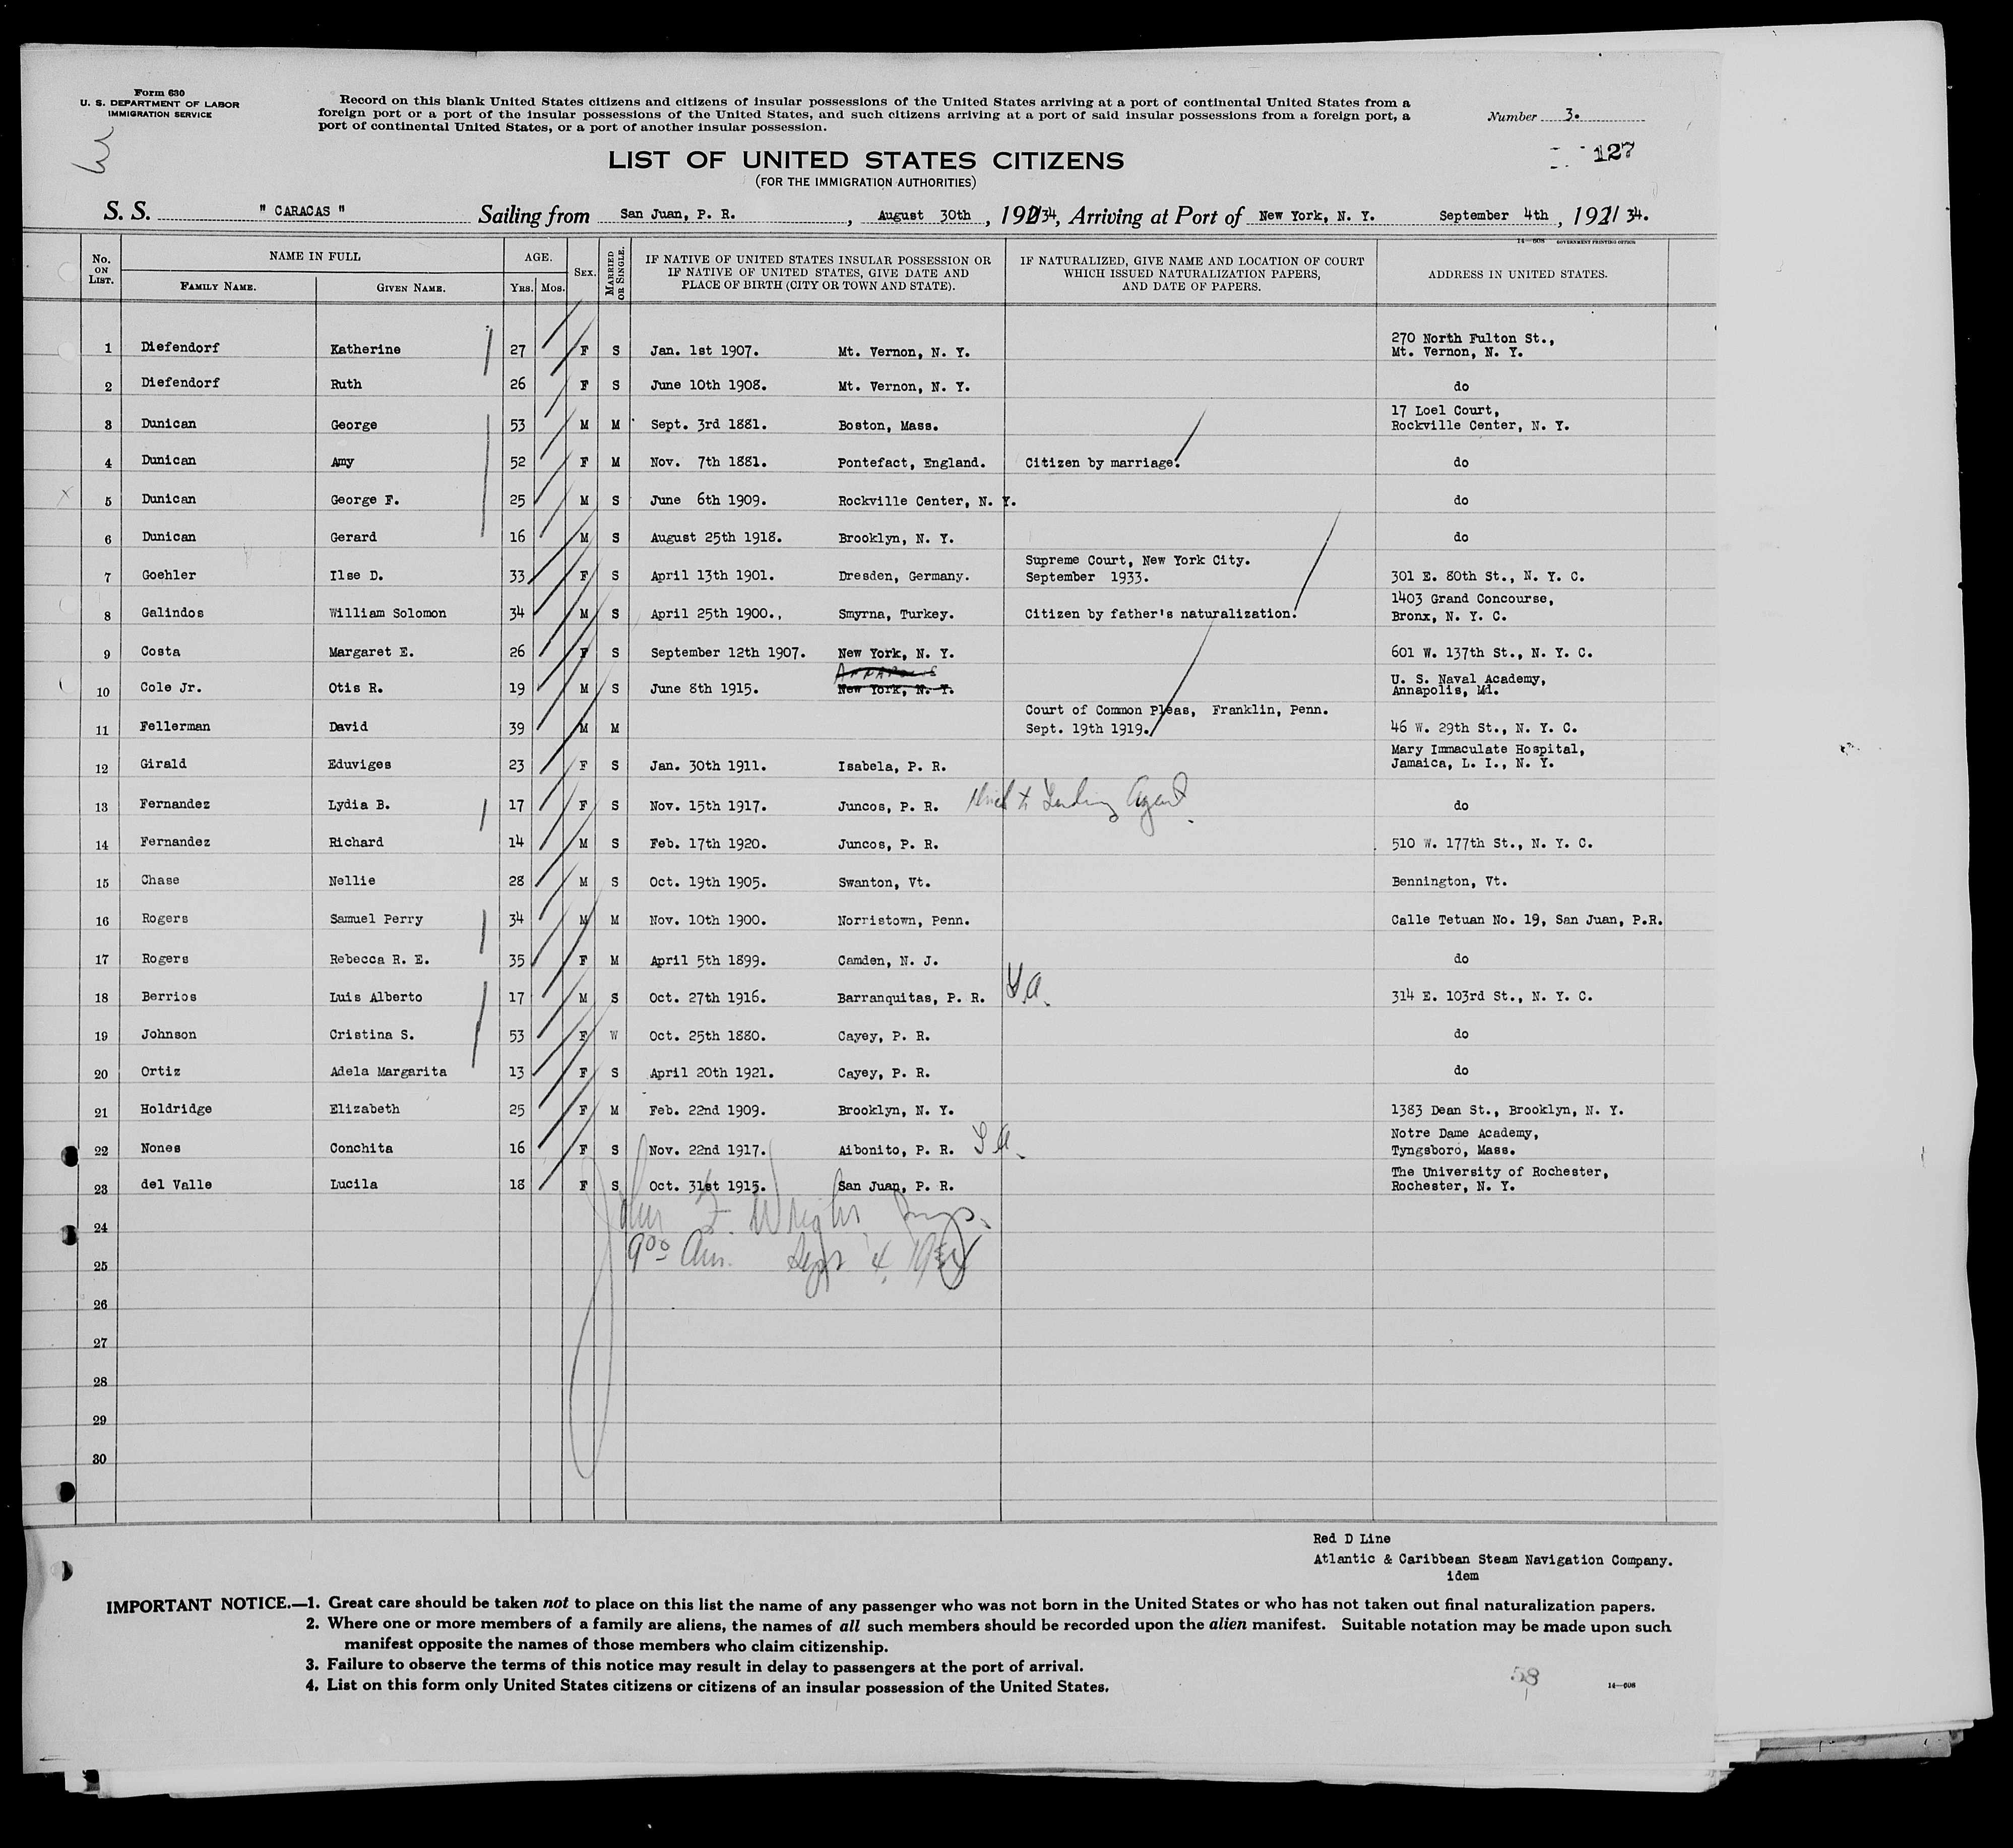 Form 630
U. S. DEPARTMENT OF LABOR
IMMIGRATION SERVICE
Record on this blank United States citizens and citizens of insular possessions of the United States arriving at a port of continental United States from a
foreign port or a port of the insular possessions of the United States, and such citizens arriving at a port of said insular possessions from a foreign port, a
port of continental United States, or a port of another insular possession.
Number 3.
127
LIST OF UNITED STATES CITIZENS
(FOR THE IMMIGRATION AUTHORITIES)
S. S. " CARACAS " Sailing from San Juan, P. R., August 30th, 192/34, Arriving at Port of New York, N. Y. September 4th, 1921/34.
14—608 GOVERNMENT PRINTING OFFICE
No. ON LIST. NAME IN FULL AGE. SEX. MARRIED OR SINGLE. IF NATIVE OF UNITED STATES INSULAR POSSESSION OR IF NATIVE OF UNITED STATES, GIVE DATE AND PLACE OF BIRTH (CITY OR TOWN AND STATE). IF NATURALIZED, GIVE NAME AND LOCATION OF COURT WHICH ISSUED NATURALIZATION PAPERS, AND DATE OF PAPERS. ADDRESS IN UNITED STATES.
FAMILY NAME. GIVEN NAME. YRS. MOS.
1 Diefendorf Katherine 27 F S Jan. 1st 1907. Mt. Vernon, N. Y. 270 North Fulton St., Mt. Vernon, N. Y.
2 Diefendorf Ruth 26 F S June 10th 1908. Mt. Vernon, N. Y. do
3 Dunican George 53 M M Sept. 3rd 1881. Boston, Mass. 17 Loel Court, Rockville Center, N. Y.
4 Dunican Amy 52 F M Nov. 7th 1881. Pontefact, England. Citizen by marriage. do
5 Dunican George F. 25 M S June 6th 1909. Rockville Center, N. Y. do
6 Dunican Gerard 16 M S August 25th 1918. Brooklyn, N. Y. do
7 Goehler Ilse D. 33 F S April 13th 1901. Dresden, Germany. Supreme Court, New York City. September 1933. 301 E. 80th St., N. Y. C.
8 Galindos William Solomon 34 M S April 25th 1900., Smyrna, Turkey. Citizen by father's naturalization. 1403 Grand Concourse, Bronx, N. Y. C.
9 Costa Margaret E. 26 F S September 12th 1907. New York, N. Y. 601 W. 137th St., N. Y. C.
10 Cole Jr. Otis R. 19 M S June 8th 1915. New York, N. Y. U. S. Naval Academy, Annapolis, Md.
11 Fellerman David 39 M M Court of Common Pleas, Franklin, Penn. Sept. 19th 1919. 46 W. 29th St., N. Y. C.
12 Girald Eduviges 23 F S Jan. 30th 1911. Isabela, P. R. Mary Immaculate Hospital, Jamaica, L. I., N. Y.
13 Fernandez Lydia B. 17 F S Nov. 15th 1917. Juncos, P. R. to Landing Agent do
14 Fernandez Richard 14 M S Feb. 17th 1920. Juncos, P. R. 510 W. 177th St., N. Y. C.
15 Chase Nellie 28 M S Oct. 19th 1905. Swanton, Vt. Bennington, Vt.
16 Rogers Samuel Perry 34 M M Nov. 10th 1900. Norristown, Penn. Calle Tetuan No. 19, San Juan, P.R.
17 Rogers Rebecca R. E. 35 F M April 5th 1899. Camden, N. J. do
18 Berrios Luis Alberto 17 M S Oct. 27th 1916. Barranquitas, P. R. 314 E. 103rd St., N. Y. C.
19 Johnson Cristina S. 53 F W Oct. 25th 1880. Cayey, P. R. do
20 Ortiz Adela Margarita 13 F S April 20th 1921. Cayey, P. R. do
21 Holdridge Elizabeth 25 F M Feb. 22nd 1909. Brooklyn, N. Y. 1383 Dean St., Brooklyn, N. Y.
22 Nones Conchita 16 F S Nov. 22nd 1917. Aibonito, P. R. Notre Dame Academy, Tyngsboro, Mass.
23 del Valle Lucila 18 F S Oct. 31st 1915. San Juan, P. R. The University of Rochester, Rochester, N. Y.
24 John F. Wright Insp.
25 9:00 Am. Sept 4, 1934
26
27
28
29
30
Red D Line
Atlantic & Caribbean Steam Navigation Company.
idem
IMPORTANT NOTICE.—1. Great care should be taken not to place on this list the name of any passenger who was not born in the United States or who has not taken out final naturalization papers.
2. Where one or more members of a family are aliens, the names of all such members should be recorded upon the alien manifest. Suitable notation may be made upon such
manifest opposite the names of those members who claim citizenship.
3. Failure to observe the terms of this notice may result in delay to passengers at the port of arrival.
4. List on this form only United States citizens or citizens of an insular possession of the United States.
58
14—608